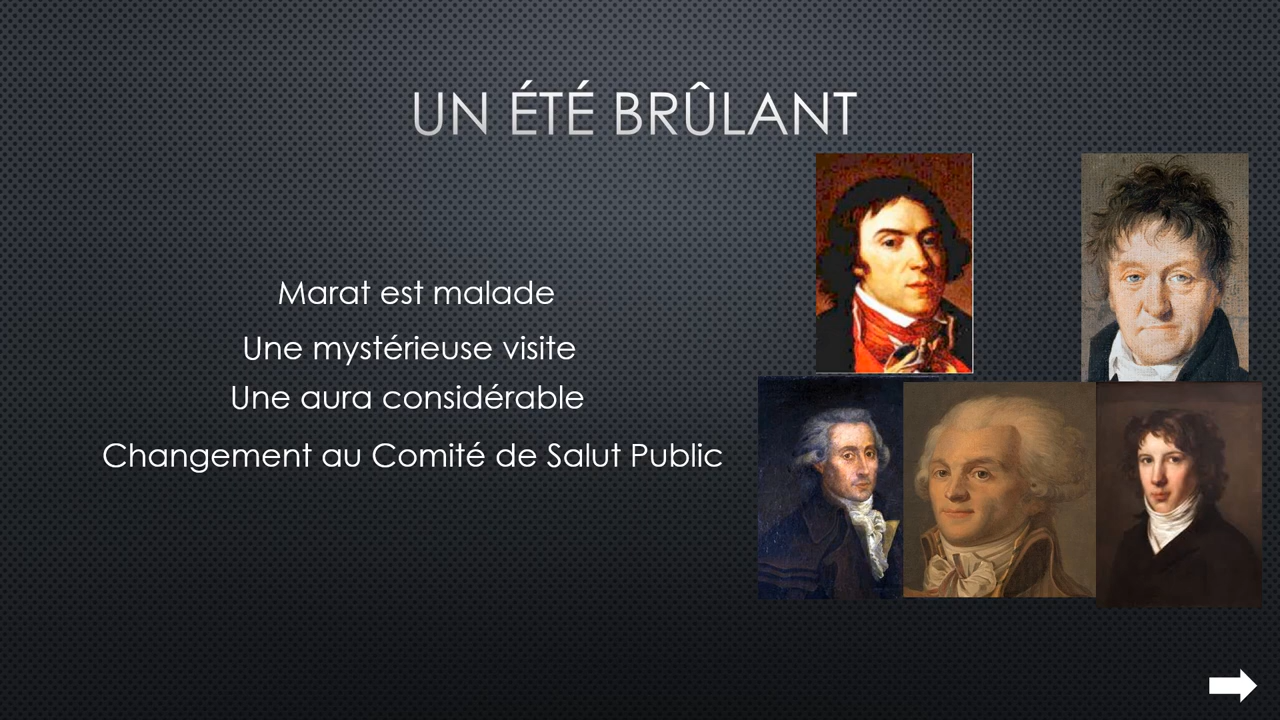 UN ÉTÉ BRÛLANT
Marat est malade
Une mystérieuse visite
Une aura considérable
Changement au Comité de Salut Public